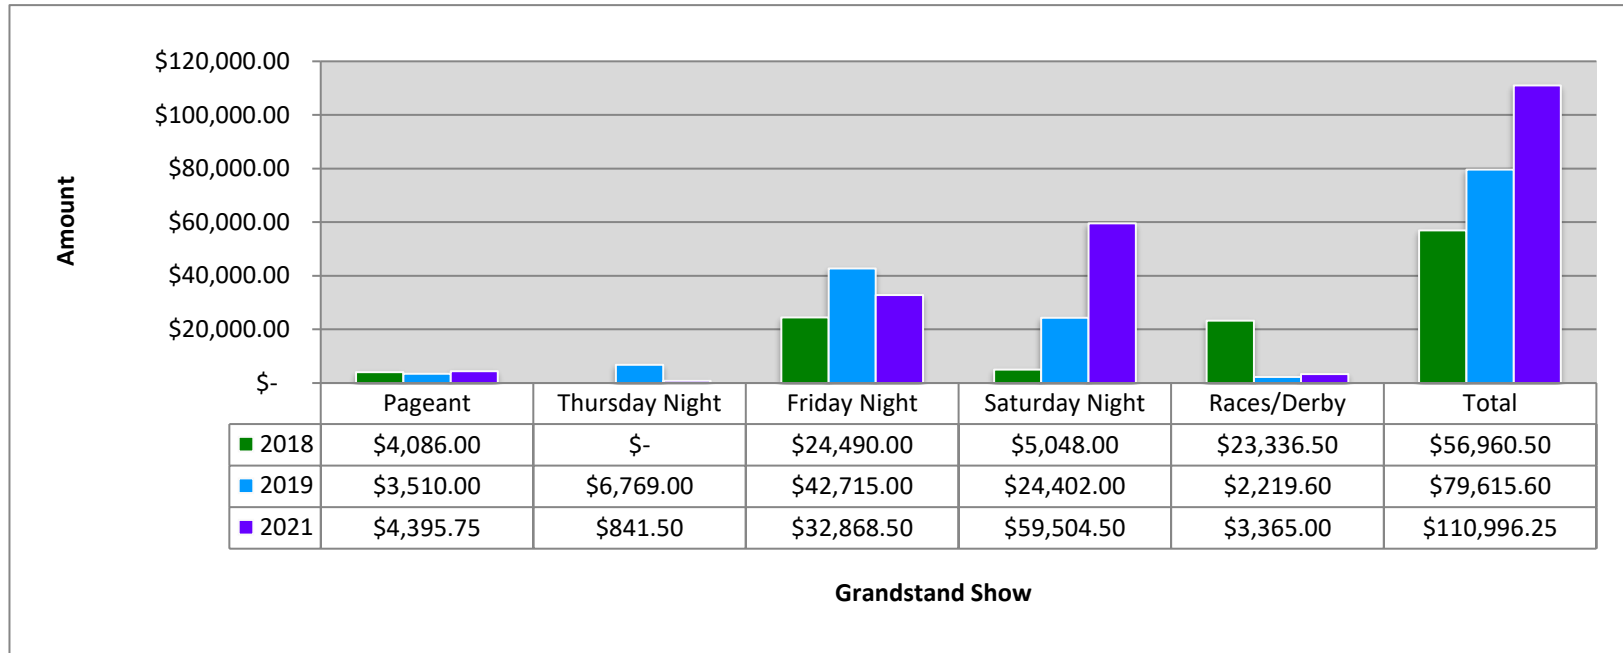 $120,000.00
$100,000.00
$80,000.00
$60,000.00
$40,000.00
$20,000.00
$-
Amount
Pageant Thursday Night Friday Night Saturday Night Races/Derby Total
2018 $4,086.00 $- $24,490.00 $5,048.00 $23,336.50 $56,960.50
2019 $3,510.00 $6,769.00 $42,715.00 $24,402.00 $2,219.60 $79,615.60
2021 $4,395.75 $841.50 $32,868.50 $59,504.50 $3,365.00 $110,996.25
Grandstand Show